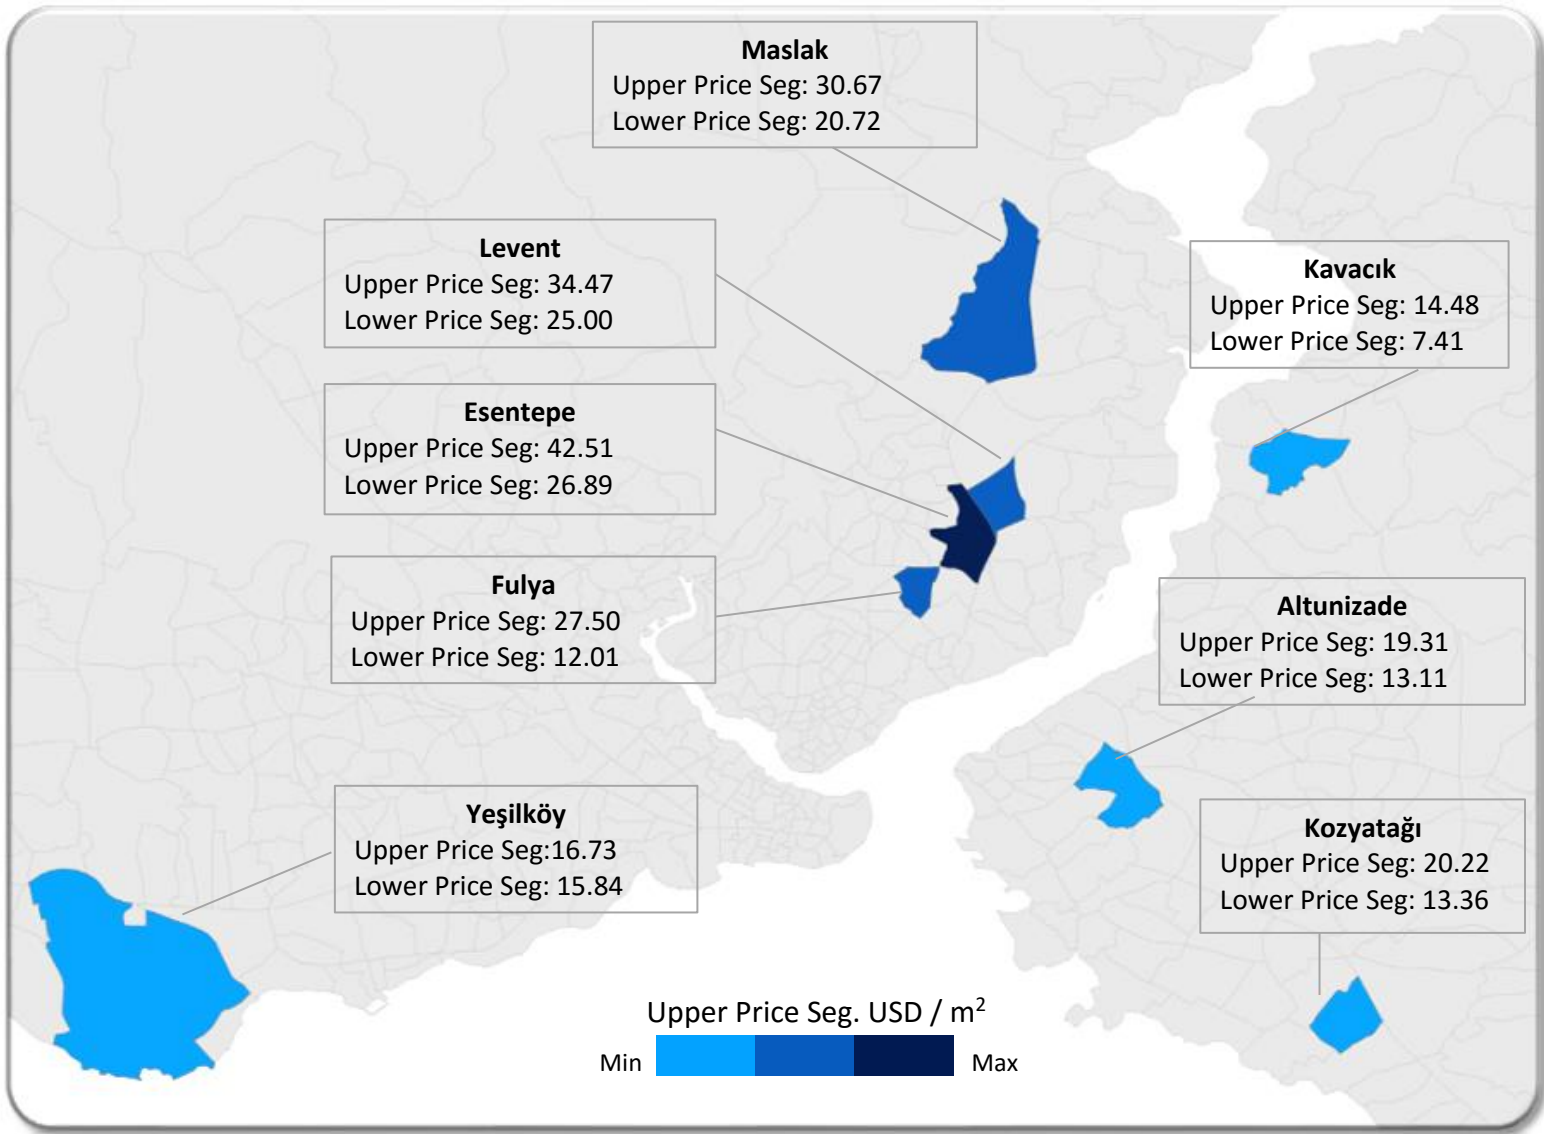 Maslak
Upper Price Seg: 30.67
Lower Price Seg: 20.72
Levent
Upper Price Seg: 34.47
Lower Price Seg: 25.00
Kavacık
Upper Price Seg: 14.48
Lower Price Seg: 7.41
Esentepe
Upper Price Seg: 42.51
Lower Price Seg: 26.89
Fulya
Upper Price Seg: 27.50
Lower Price Seg: 12.01
Altunizade
Upper Price Seg: 19.31
Lower Price Seg: 13.11
Yeşilköy
Upper Price Seg:16.73
Lower Price Seg: 15.84
Kozyatağı
Upper Price Seg: 20.22
Lower Price Seg: 13.36
Upper Price Seg. USD / m²
Min Max